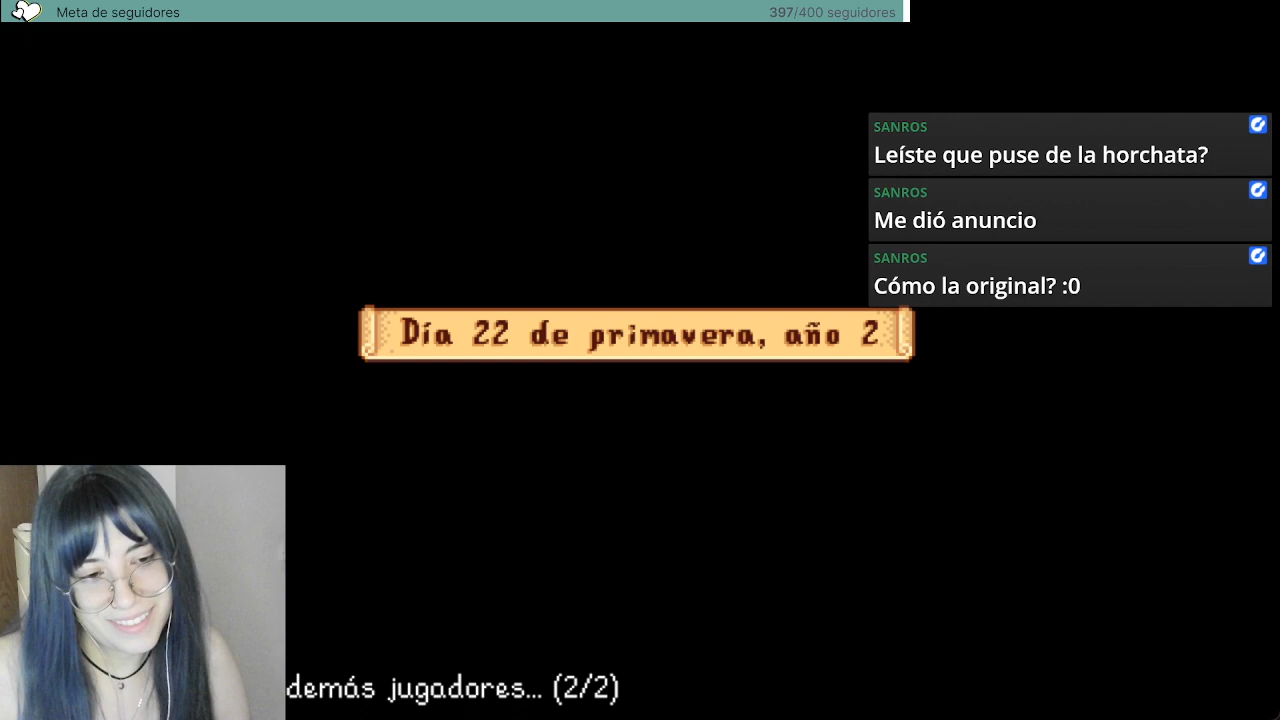 Meta de seguidores
397/400 seguidores
SANROS
Leíste que puse de la horchata?
SANROS
Me dió anuncio
SANROS
Cómo la original? :0
Día 22 de primavera, año 2
demás jugadores... (2/2)